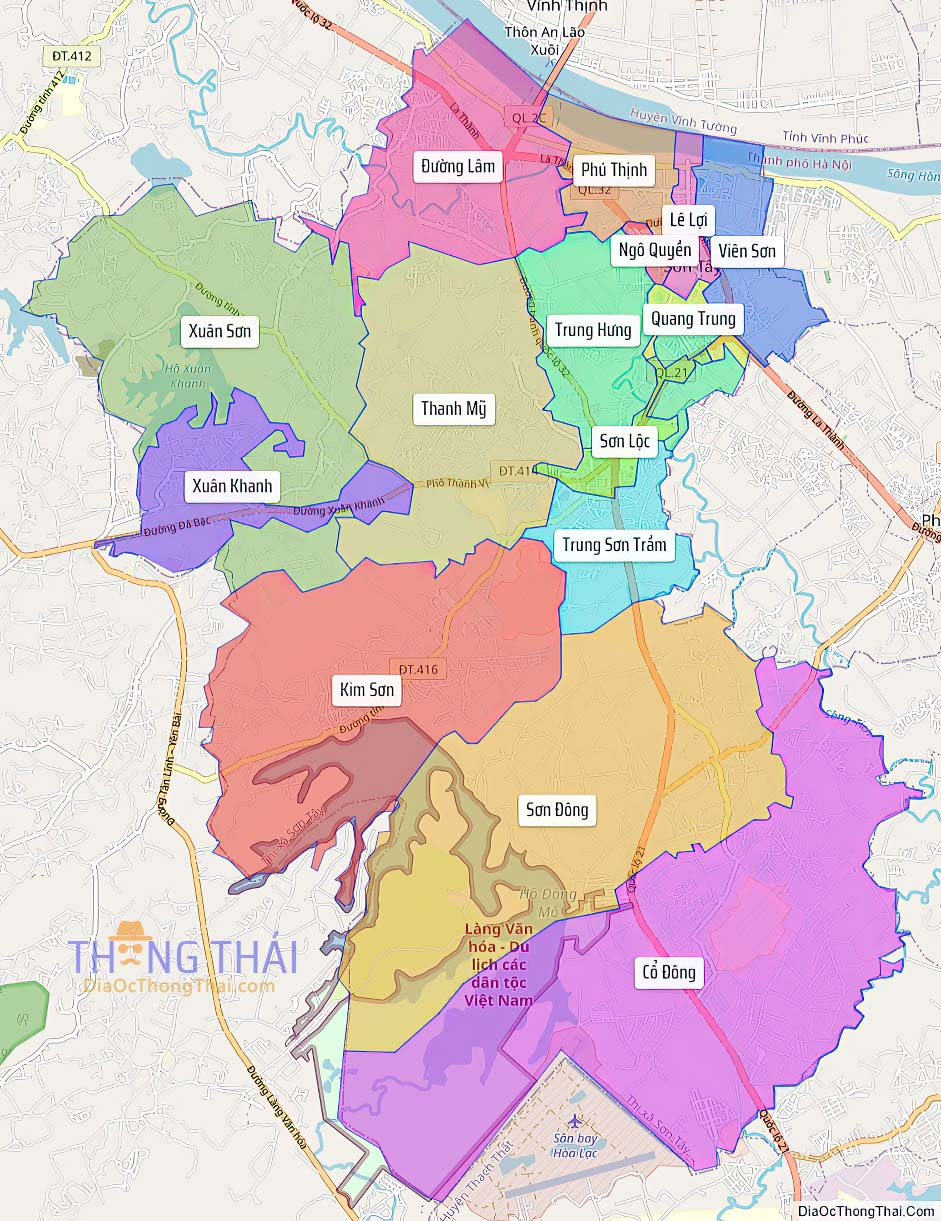 Vĩnh Thịnh
Quốc lộ 32
Thôn An Lão
Xuôi
ĐT.412
Đường tỉnh 412
La Thành
QL.2C
Huyện Vĩnh Tường
Tỉnh Vĩnh Phúc
Thành phố Hà Nội
Đường Lâm
Phú Thịnh
QL.32
Lê Lợi
Ngô Quyền
Viên Sơn
Đường tỉnh
Xuân Sơn
Trung Hưng
Quang Trung
Hồ Xuân
Khanh
QL.21
Thanh Mỹ
Đường La Thành
Sơn Lộc
ĐT.414
Xuân Khanh
Phố Thanh Vị
Đường Xuân Khanh
Đường Đá Bạc
Trung Sơn Trầm
ĐT.416
Kim Sơn
Đường tỉnh
Đường Tản Lĩnh - Yên Bài
Sơn Đông
Thị xã Sơn Tây
Quốc lộ 21
Hồ Đồng
Mô
Làng Văn
hóa - Du
lịch các
dân tộc
Việt Nam
THÔNG THÁI
DiaOcThongThai.com
Cổ Đông
Đường Làng Văn hóa
Thị xã Sơn Tây
Huyện Thạch Thất
Sân bay
Hòa Lạc
Quốc lộ 21
DiaOcThongThai.Com